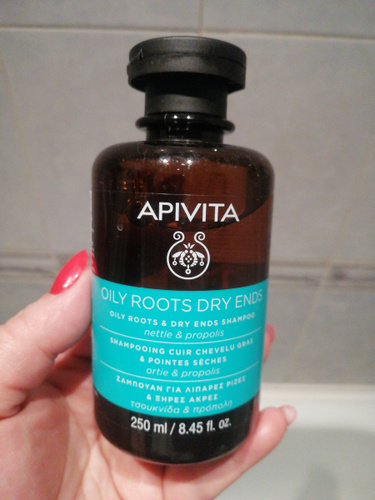 APIVITA
OILY ROOTS DRY ENDS
OILY ROOTS & DRY ENDS SHAMPOO
nettle & propolis
SHAMPOOING CUIR CHEVELU GRAS
& POINTES SÈCHES
ortie & propolis
ΣΑΜΠΟΥΑΝ ΓΙΑ ΛΙΠΑΡΕΣ ΡΙΖΕΣ
& ΞΗΡΕΣ ΑΚΡΕΣ
τσουκνίδα & πρόπολη
250 ml / 8.45 fl. oz.